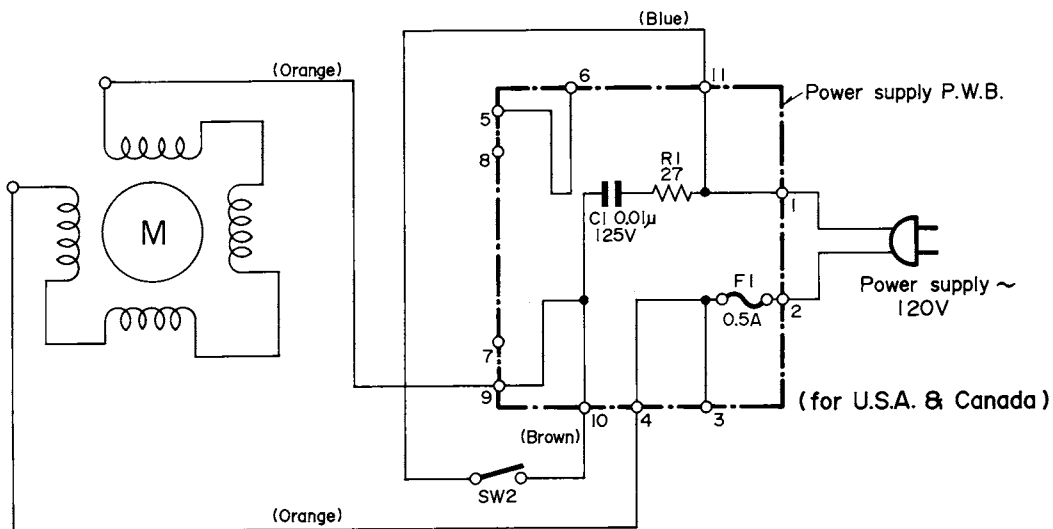 (Blue)
(Orange)
6
11
Power supply P.W.B.
5
8
R1
27
C1 0.01μ
125V
1
M
F1
0.5A
2
Power supply ~
120V
7
9
10
4
3
(for U.S.A. & Canada)
(Brown)
SW2
(Orange)